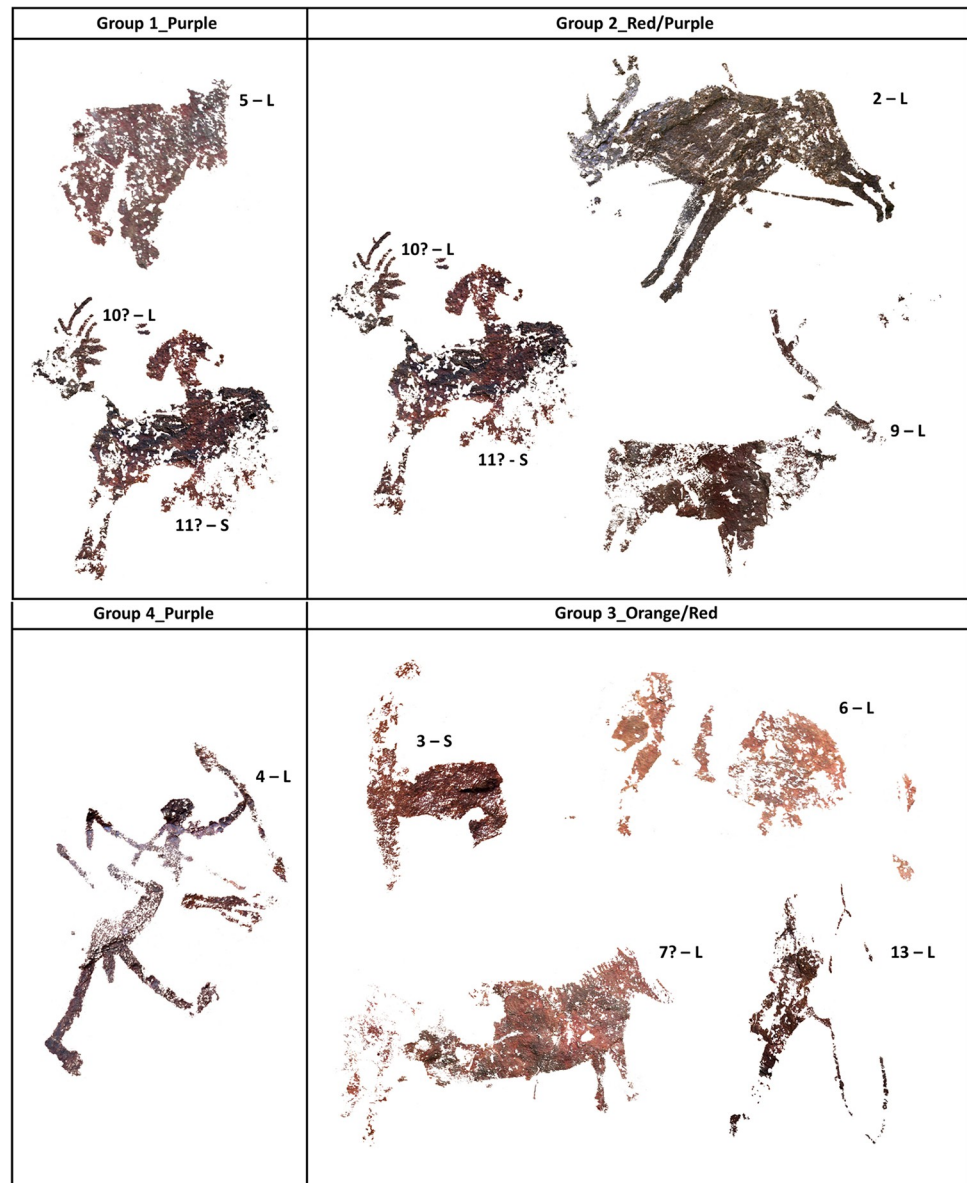 Group 1_Purple
Group 2_Red/Purple
5 – L
2 – L
10? – L
10? – L
9 – L
11? - S
11? – S
Group 4_Purple
Group 3_Orange/Red
6 – L
3 – S
4 – L
7? – L
13 – L